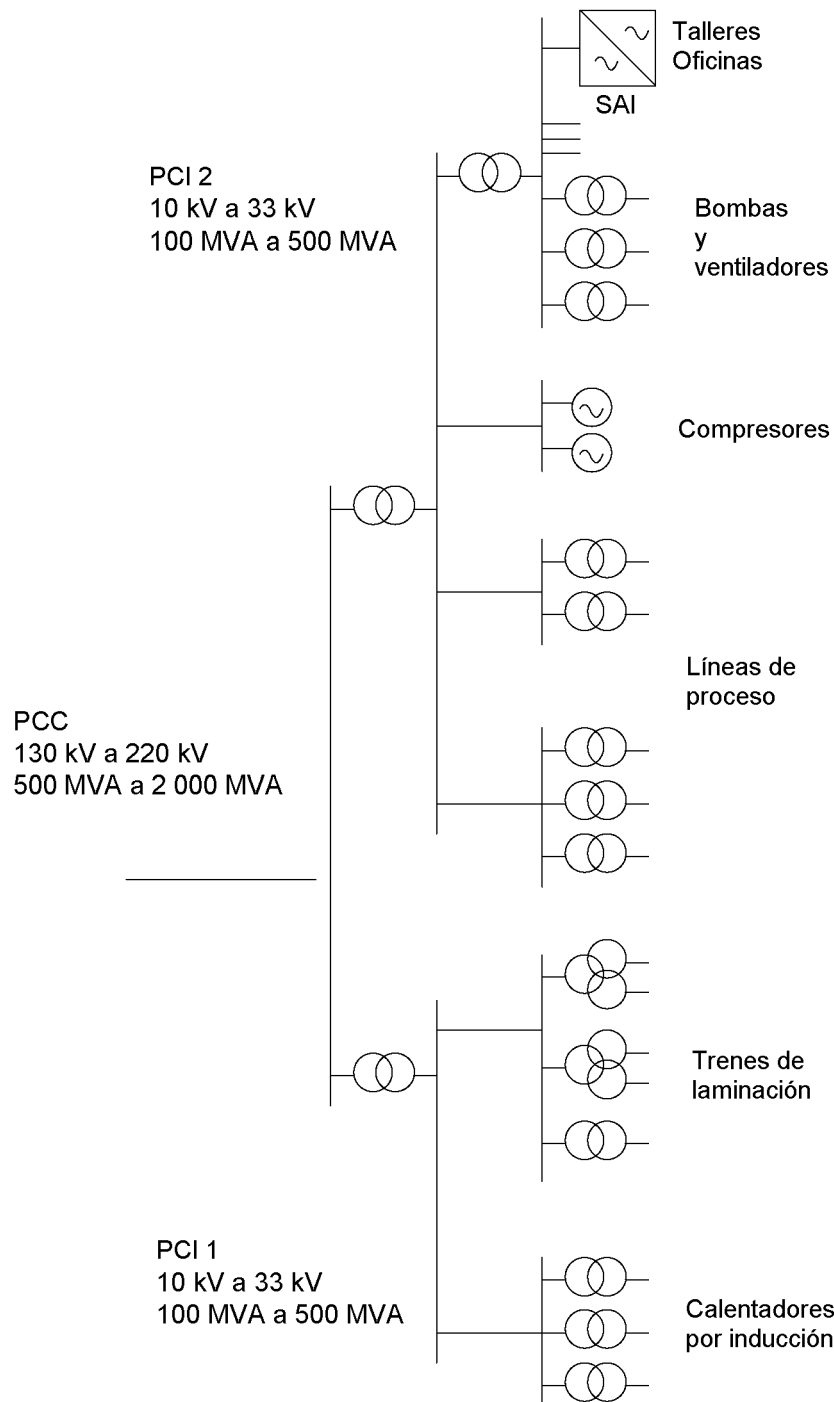 Talleres
Oficinas
SAI
PCI 2
10 kV a 33 kV
100 MVA a 500 MVA
Bombas
y
ventiladores
Compresores
Líneas de
proceso
PCC
130 kV a 220 kV
500 MVA a 2 000 MVA
Trenes de
laminación
PCI 1
10 kV a 33 kV
100 MVA a 500 MVA
Calentadores
por inducción